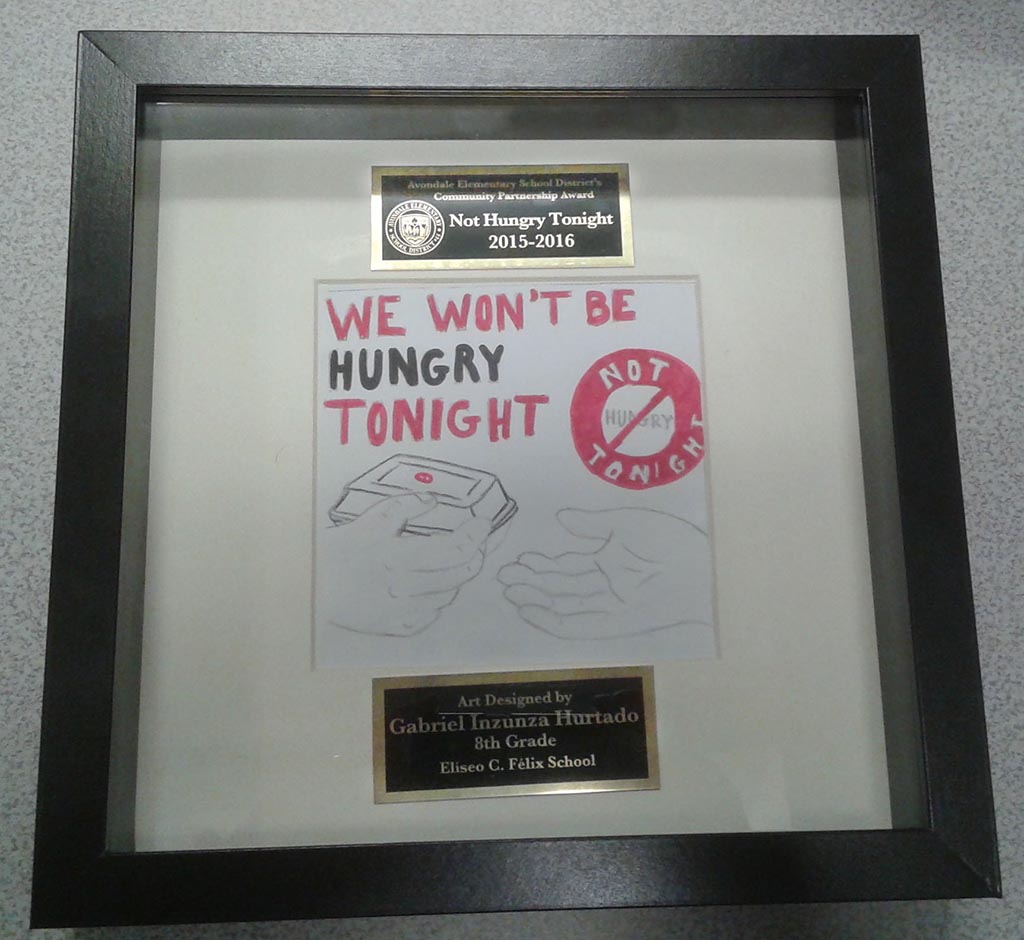 Avondale Elementary School District's
Community Partnership Award
Not Hungry Tonight
2015-2016
WE WON'T BE
HUNGRY
TONIGHT
NOT
HUNGRY
TONIGHT
Art Designed by
Gabriel Inzunza Hurtado
8th Grade
Eliseo C. Félix School